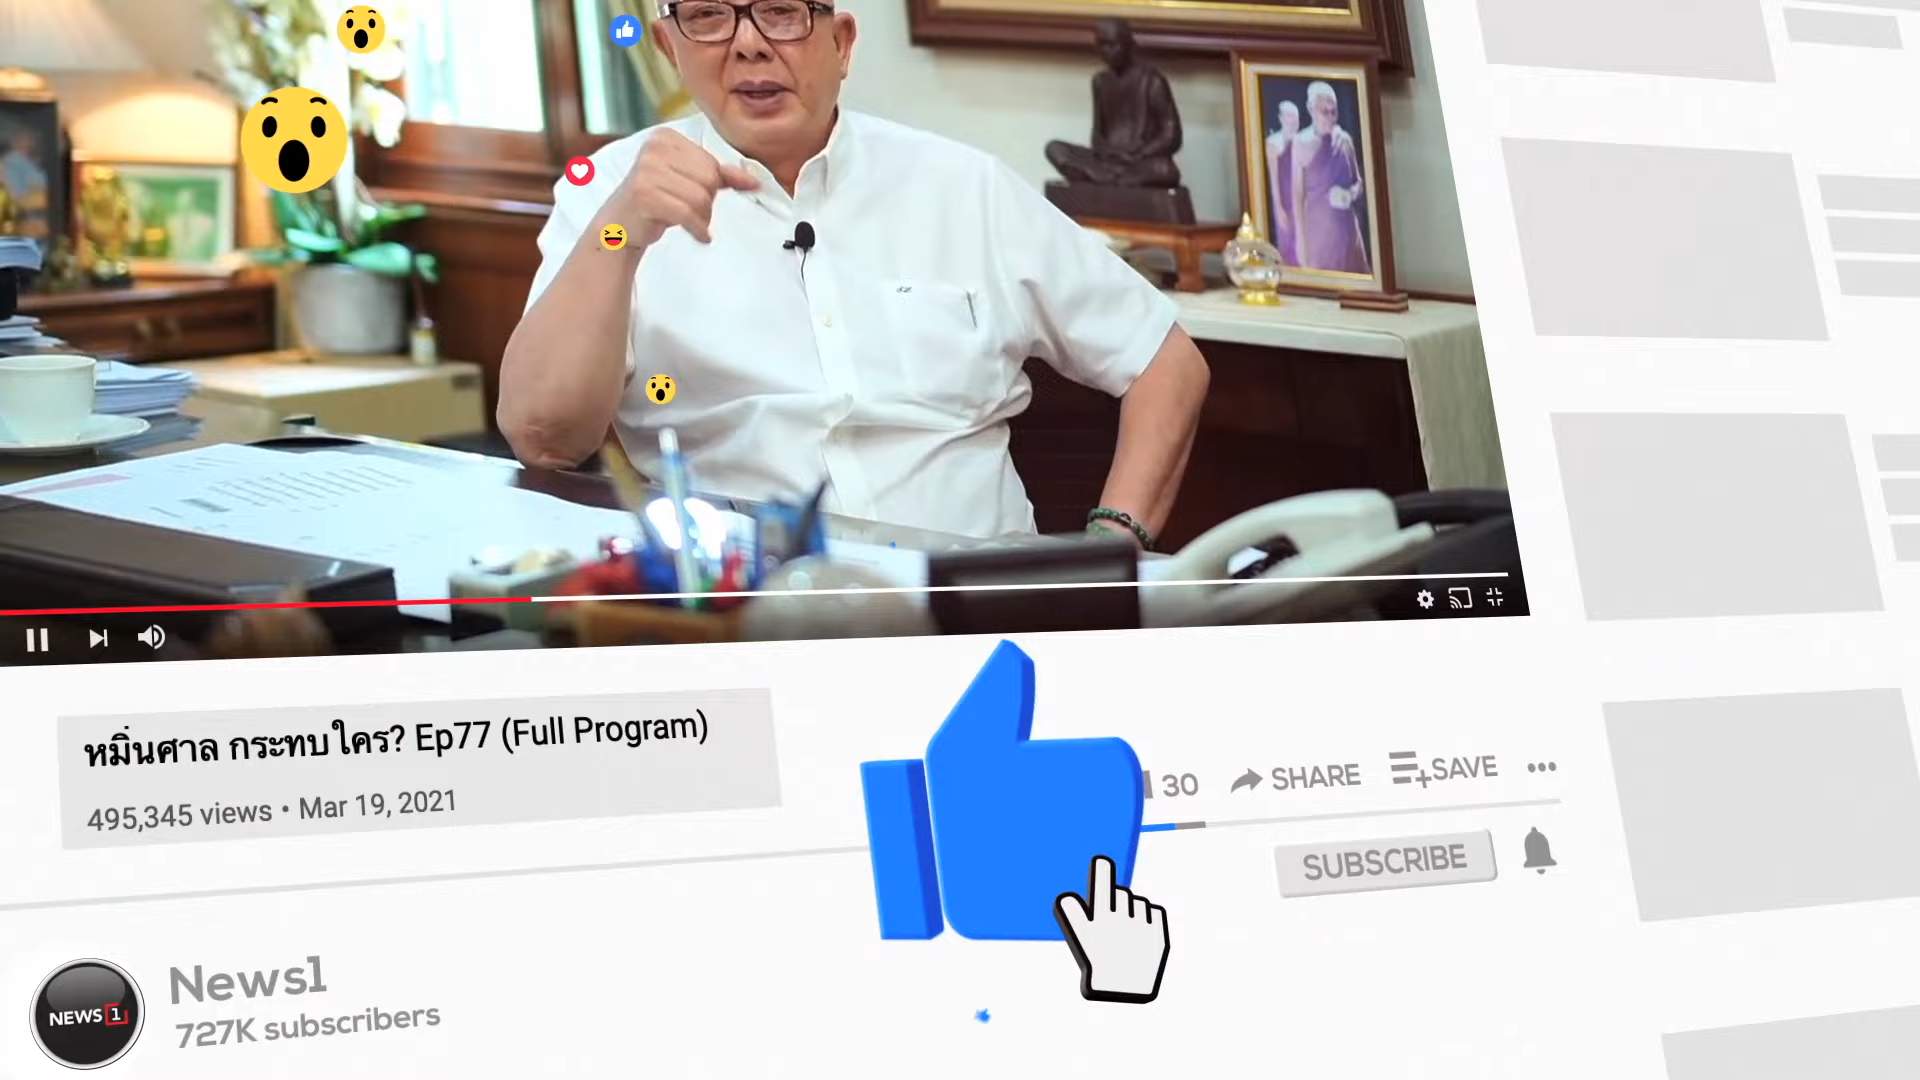 หมิ่นศาล กระทบใคร? Ep77 (Full Program)
495,345 views • Mar 19, 2021
30 SHARE SAVE
SUBSCRIBE
NEWS 1
News1
727K subscribers